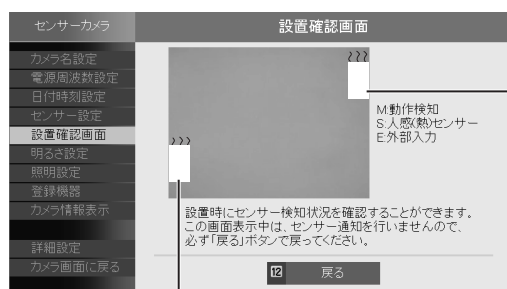 センサーカメラ
設置確認画面
カメラ名設定
電源周波数設定
日付時刻設定
センサー設定
設置確認画面
明るさ設定
照明設定
登録機器
カメラ情報表示
詳細設定
カメラ画面に戻る
M:動作検知
S:人感(熱)センサー
E:外部入力
設置時にセンサー検知状況を確認することができます。
この画面表示中は、センサー通知を行いませんので、
必ず「戻る」ボタンで戻ってください。
12 戻る